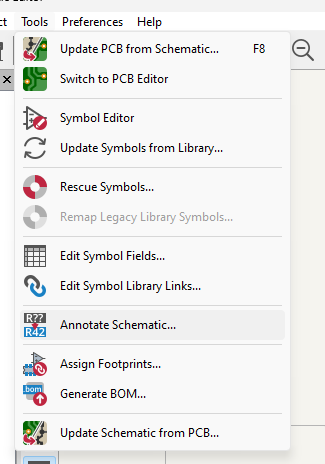 ct Tools Preferences Help
Update PCB from Schematic... F8
Switch to PCB Editor
Symbol Editor
Update Symbols from Library...
Rescue Symbols...
Remap Legacy Library Symbols...
Edit Symbol Fields...
Edit Symbol Library Links...
R??
R42
Annotate Schematic...
Assign Footprints...
.bom
Generate BOM...
Update Schematic from PCB...